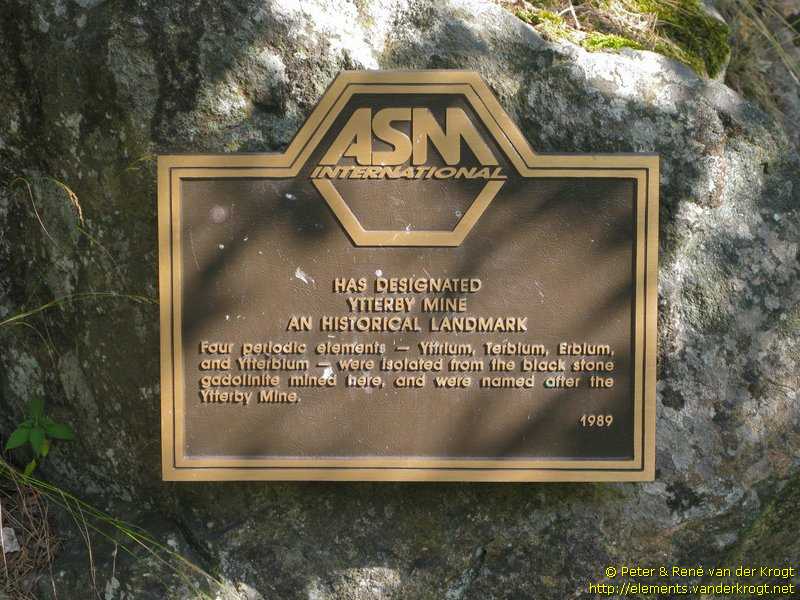 ASM
INTERNATIONAL
HAS DESIGNATED
YTTERBY MINE
AN HISTORICAL LANDMARK
Four periodic elements — Yttrium, Terbium, Erbium,
and Ytterbium — were isolated from the black stone
gadolinite mined here, and were named after the
Ytterby Mine.
1989
© Peter & René van der Krogt
http://elements.vanderkrogt.net